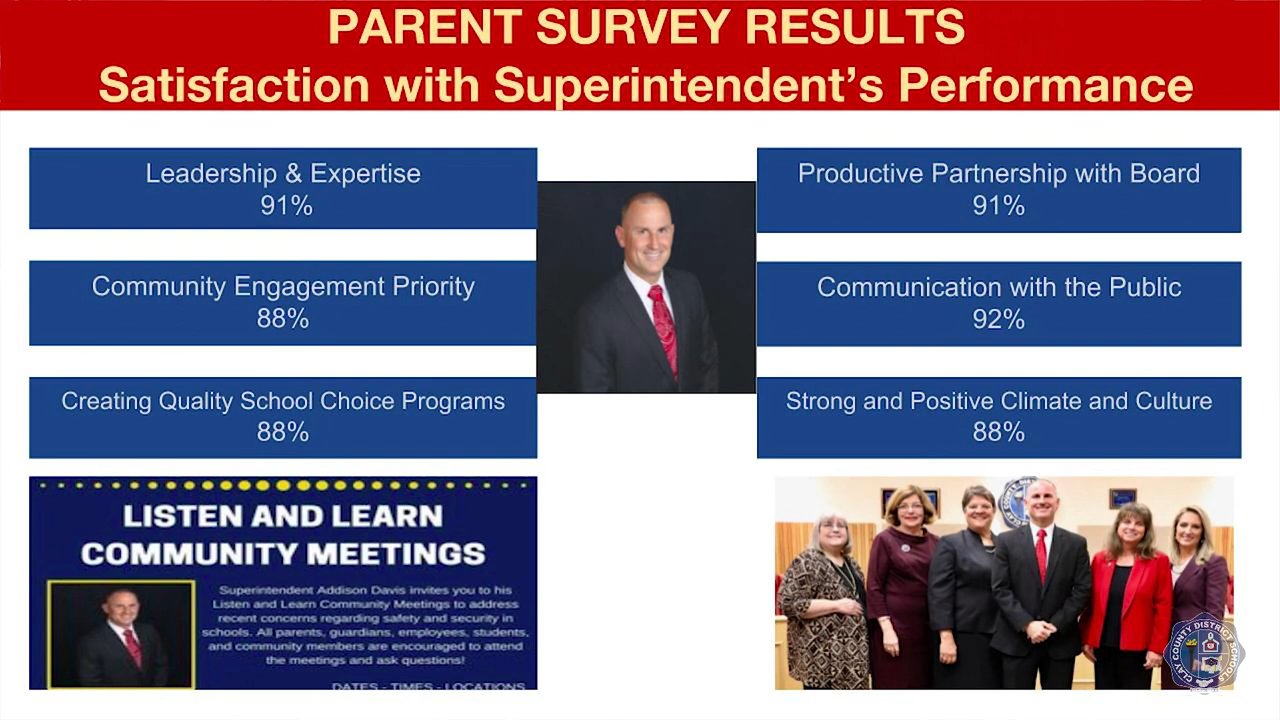 PARENT SURVEY RESULTS
Satisfaction with Superintendent’s Performance
Leadership & Expertise
91%
Community Engagement Priority
88%
Creating Quality School Choice Programs
88%
Productive Partnership with Board
91%
Communication with the Public
92%
Strong and Positive Climate and Culture
88%
LISTEN AND LEARN
COMMUNITY MEETINGS
Superintendent Addison Davis invites you to his
Listen and Learn Community Meetings to address
recent concerns regarding safety and security in
schools. All parents, guardians, employees, students,
and community members are encouraged to attend
the meetings and ask questions!
DATES - TIMES - LOCATIONS
CLAY COUNTY DISTRICT SCHOOLS